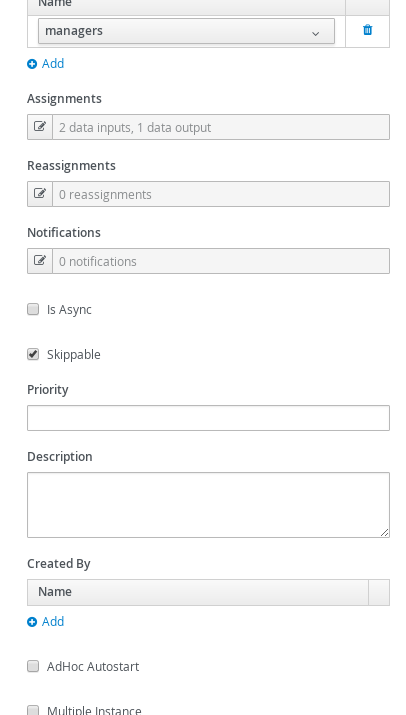 Name
managers
Add
Assignments
2 data inputs, 1 data output
Reassignments
0 reassignments
Notifications
0 notifications
Is Async
Skippable
Priority
Description
Created By
Name
Add
AdHoc Autostart
Multiple Instance